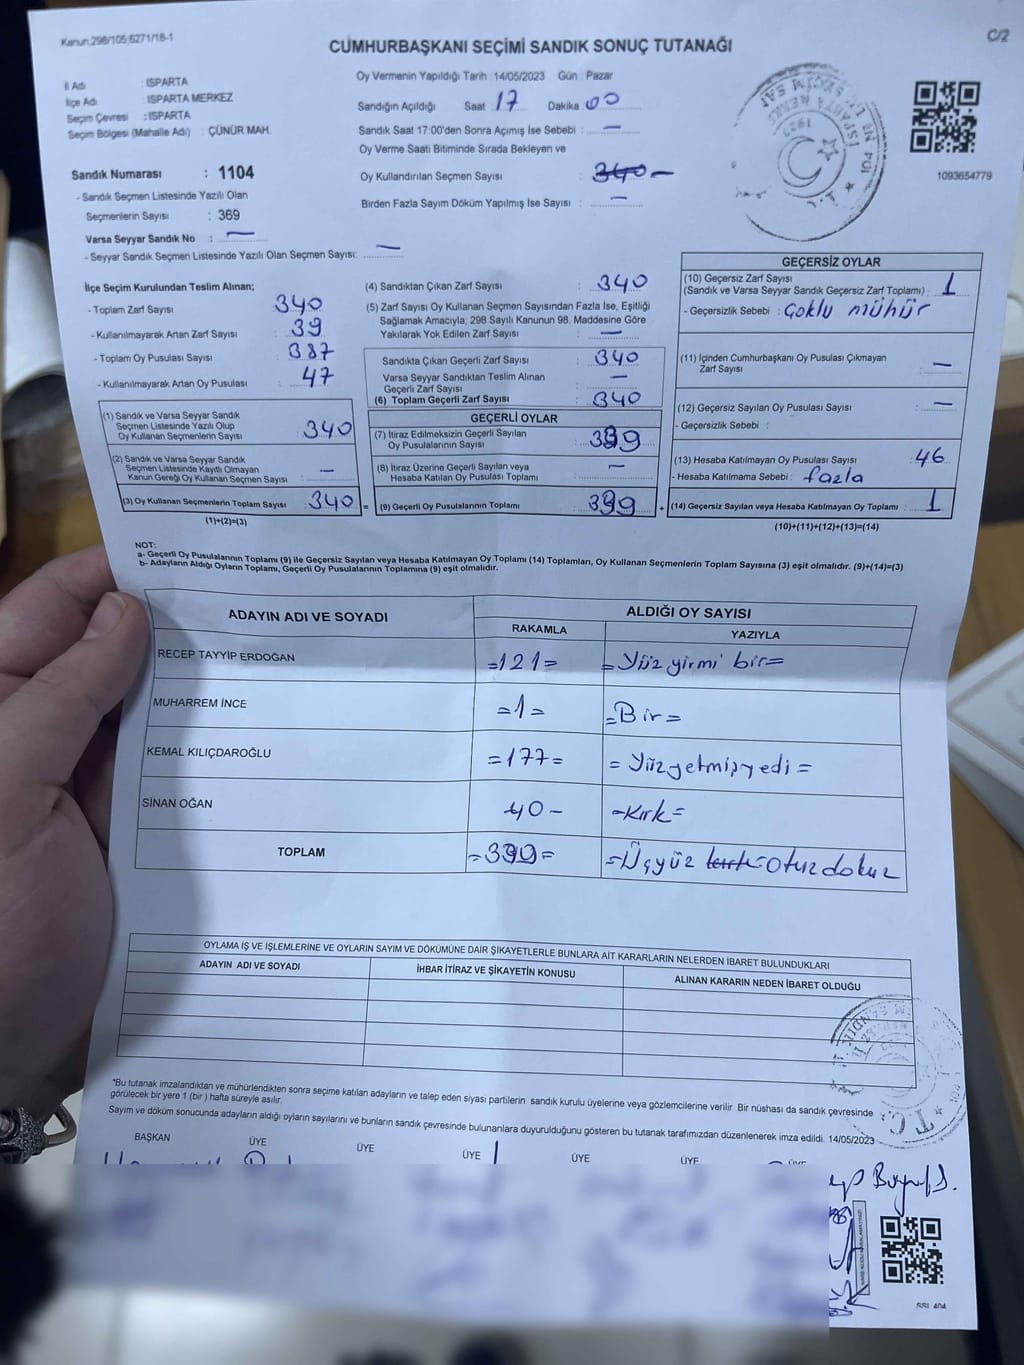 Kanun:298/105;6271/18-1
C/2
CUMHURBAŞKANI SEÇİMİ SANDIK SONUÇ TUTANAĞI
İl Adı : ISPARTA
İlçe Adı : ISPARTA MERKEZ
Seçim Çevresi : ISPARTA
Seçim Bölgesi (Mahalle Adı) : ÇÜNÜR MAH.
Sandık Numarası : 1104
- Sandık Seçmen Listesinde Yazılı Olan
Seçmenlerin Sayısı : 369
Varsa Seyyar Sandık No : —
- Seyyar Sandık Seçmen Listesinde Yazılı Olan Seçmen Sayısı: —
Oy Vermenin Yapıldığı Tarih : 14/05/2023 Gün : Pazar
Sandığın Açıldığı Saat : 17 Dakika : 00
Sandık Saat 17:00'den Sonra Açımış İse Sebebi : —
Oy Verme Saati Bitiminde Sırada Bekleyen ve
Oy Kullandırılan Seçmen Sayısı : 340 —
Birden Fazla Sayım Döküm Yapılmış İse Sayısı : —
1093654779
İlçe Seçim Kurulundan Teslim Alınan;
- Toplam Zarf Sayısı : 340
- Kullanılmayarak Artan Zarf Sayısı : 39
- Toplam Oy Pusulası Sayısı : 387
- Kullanılmayarak Artan Oy Pusulası : 47
(1) Sandık ve Varsa Seyyar Sandık
Seçmen Listesinde Yazılı Olup
Oy Kullanan Seçmenlerin Sayısı : 340
(2) Sandık ve Varsa Seyyar Sandık
Seçmen Listesinde Kayıtlı Olmayan
Kanun Gereği Oy Kullanan Seçmen Sayısı : —
(3) Oy Kullanan Seçmenlerin Toplam Sayısı : 340
(1)+(2)=(3)
=
(4) Sandıktan Çıkan Zarf Sayısı : 340
(5) Zarf Sayısı Oy Kullanan Seçmen Sayısından Fazla İse, Eşitliği
Sağlamak Amacıyla; 298 Sayılı Kanunun 98. Maddesine Göre
Yakılarak Yok Edilen Zarf Sayısı : —
Sandıkta Çıkan Geçerli Zarf Sayısı : 340
Varsa Seyyar Sandıktan Teslim Alınan
Geçerli Zarf Sayısı : —
(6) Toplam Geçerli Zarf Sayısı : 340
GEÇERLİ OYLAR
(7) İtiraz Edilmeksizin Geçerli Sayılan
Oy Pusulalarının Sayısı : 339
(8) İtiraz Üzerine Geçerli Sayılan veya
Hesaba Katılan Oy Pusulası Toplamı : —
(9) Geçerli Oy Pusulalarının Toplamı : 339
+
GEÇERSİZ OYLAR
(10) Geçersiz Zarf Sayısı
(Sandık ve Varsa Seyyar Sandık Geçersiz Zarf Toplamı) : 1
- Geçersizlik Sebebi : Çoklu mühür
(11) İçinden Cumhurbaşkanı Oy Pusulası Çıkmayan
Zarf Sayısı : —
(12) Geçersiz Sayılan Oy Pusulası Sayısı : —
- Geçersizlik Sebebi :
(13) Hesaba Katılmayan Oy Pusulası Sayısı : 46
- Hesaba Katılmama Sebebi : fazla
(14) Geçersiz Sayılan veya Hesaba Katılmayan Oy Toplamı : 1
(10)+(11)+(12)+(13)=(14)
NOT:
a- Geçerli Oy Pusulalarının Toplamı (9) ile Geçersiz Sayılan veya Hesaba Katılmayan Oy Toplamı (14) Toplamları, Oy Kullanan Seçmenlerin Toplam Sayısına (3) eşit olmalıdır. (9)+(14)=(3)
b- Adayların Aldığı Oyların Toplamı, Geçerli Oy Pusulalarının Toplamına (9) eşit olmalıdır.
ADAYIN ADI VE SOYADI ALDIĞI OY SAYISI
RAKAMLA YAZIYLA
RECEP TAYYİP ERDOĞAN =121= =Yüz yirmi bir=
MUHARREM İNCE =1= =Bir=
KEMAL KILIÇDAROĞLU =177= =Yüzyetmişyedi=
SİNAN OĞAN 40- =Kırk=
TOPLAM =339= =Üçyüz otuzdokuz
OYLAMA İŞ VE İŞLEMLERİNE VE OYLARIN SAYIM VE DÖKÜMÜNE DAİR ŞİKAYETLERLE BUNLARA AİT KARARLARIN NELERDEN İBARET BULUNDUKLARI
ADAYIN ADI VE SOYADI İHBAR İTİRAZ VE ŞİKAYETİN KONUSU ALINAN KARARIN NEDEN İBARET OLDUĞU
*Bu tutanak imzalandıktan ve mühürlendikten sonra seçime katılan adayların ve talep eden siyasi partilerin sandık kurulu üyelerine veya gözlemcilerine verilir .Bir nüshası da sandık çevresinde
görülecek bir yere 1 (bir ) hafta süreyle asılır.
Sayım ve döküm sonucunda adayların aldığı oyların sayılarını ve bunların sandık çevresinde bulunanlara duyurulduğunu gösteren bu tutanak tarafımızdan düzenlenerek imza edildi. 14/05/2023
BAŞKAN ÜYE ÜYE ÜYE ÜYE ÜYE ÜYE